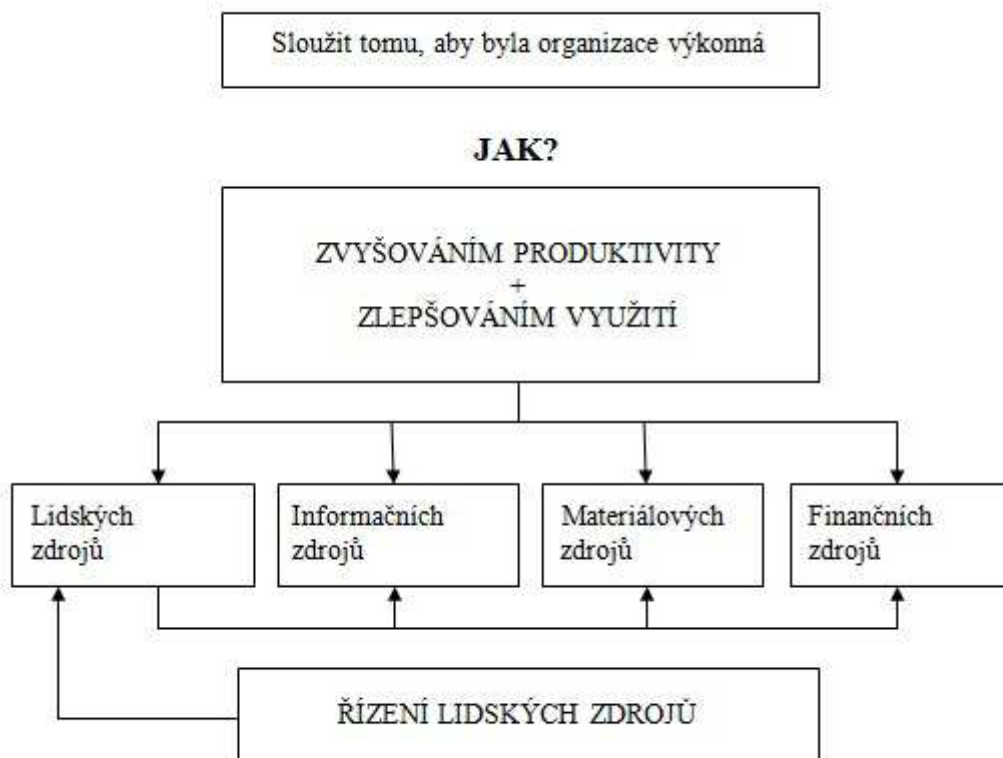 Sloužit tomu, aby byla organizace výkonná
JAK?
ZVYŠOVÁNÍM PRODUKTIVITY
+
ZLEPŠOVÁNÍM VYUŽITÍ
Lidských
zdrojů
Informačních
zdrojů
Materiálových
zdrojů
Finančních
zdrojů
ŘÍZENÍ LIDSKÝCH ZDROJŮ